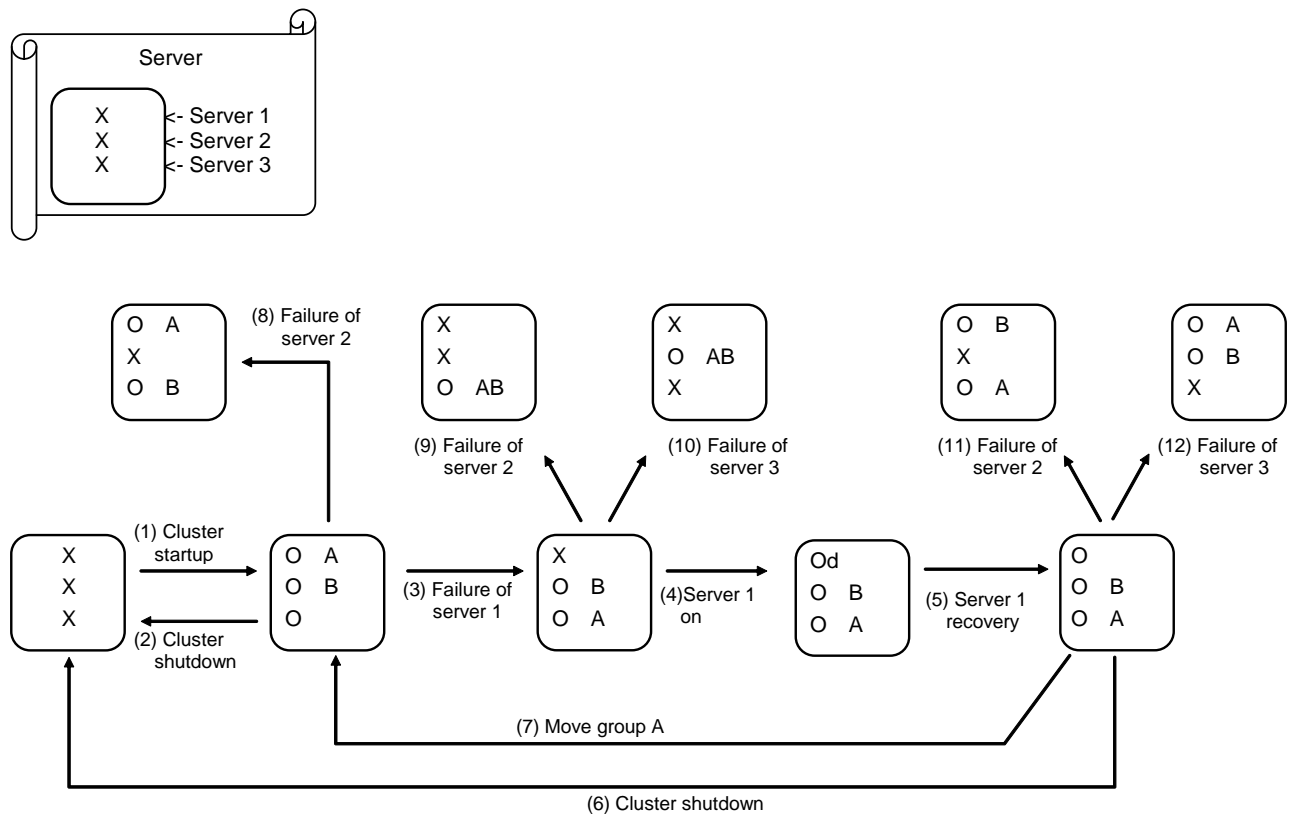 Server
X <- Server 1
X <- Server 2
X <- Server 3
O A
X
O B
(8) Failure of
server 2
X
X
O AB
X
O AB
X
O B
X
O A
O A
O B
X
(9) Failure of
server 2
(10) Failure of
server 3
(11) Failure of
server 2
(12) Failure of
server 3
X
X
X
(1) Cluster
startup
(2) Cluster
shutdown
O A
O B
O
(3) Failure of
server 1
X
O B
O A
(4)Server 1
on
Od
O B
O A
(5) Server 1
recovery
O
O B
O A
(7) Move group A
(6) Cluster shutdown